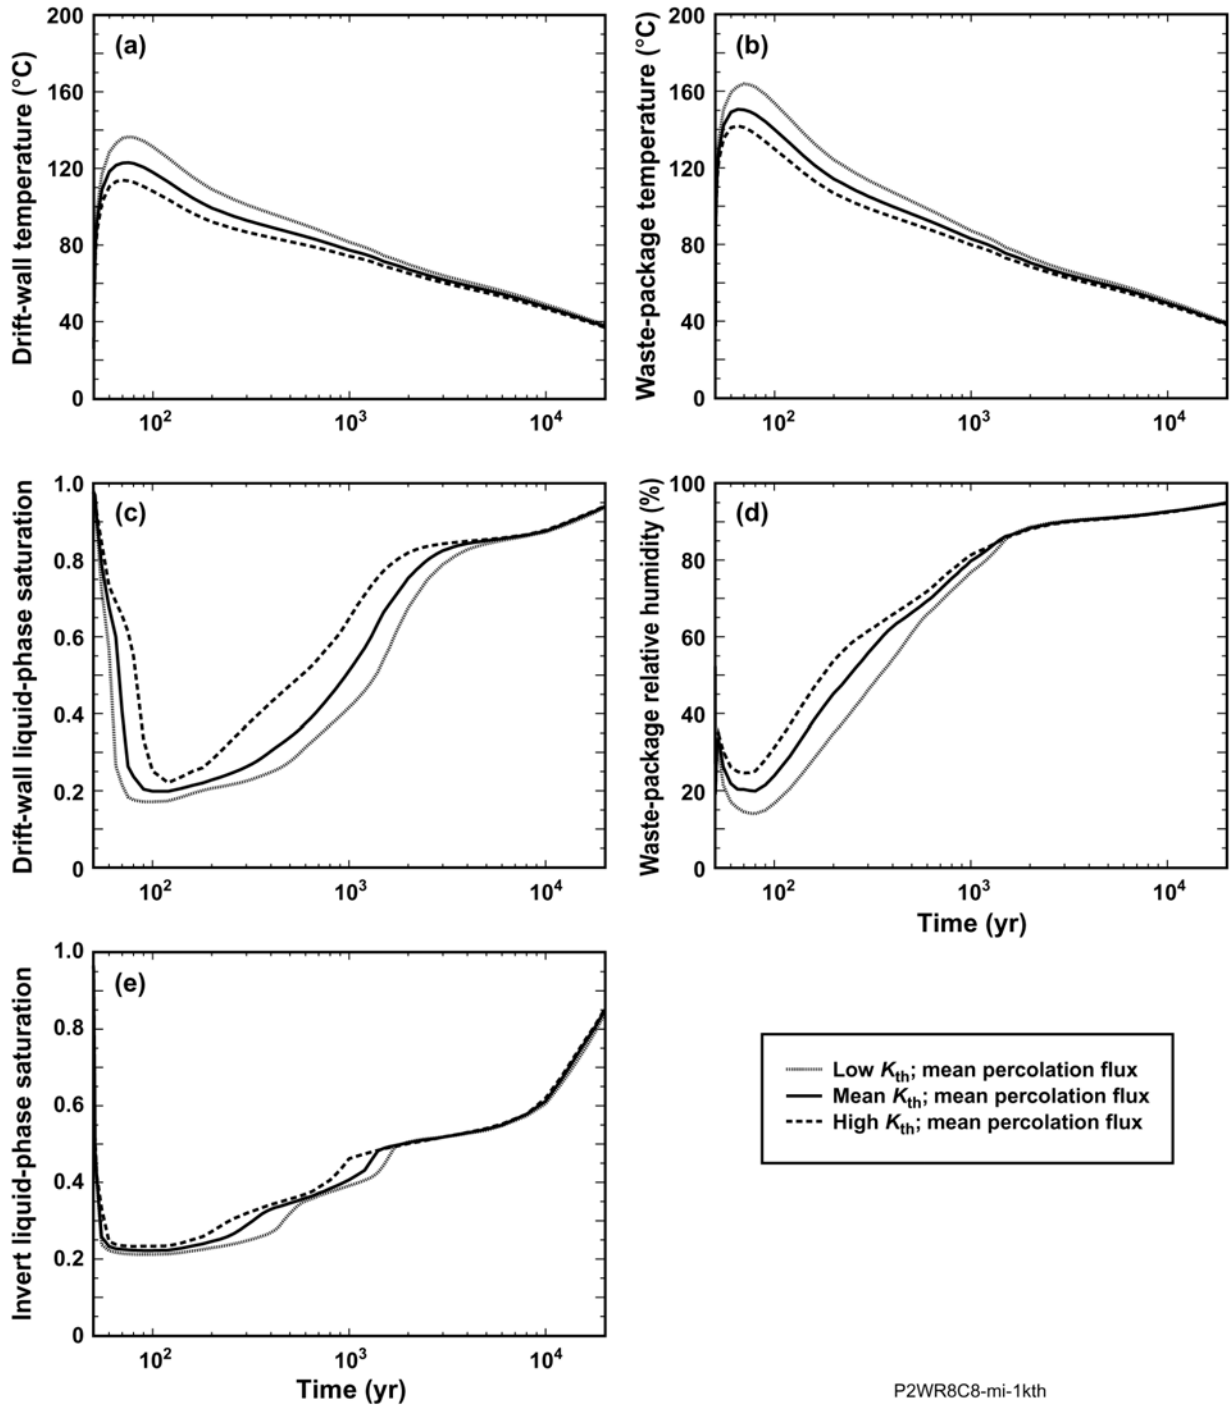 (a)
Drift-wall temperature (°C)
200
160
120
80
40
0
10²
10³
10⁴
(b)
Waste-package temperature (°C)
200
160
120
80
40
0
10²
10³
10⁴
(c)
Drift-wall liquid-phase saturation
1.0
0.8
0.6
0.4
0.2
0
10²
10³
10⁴
(d)
Waste-package relative humidity (%)
100
80
60
40
20
0
10²
10³
10⁴
Time (yr)
(e)
Invert liquid-phase saturation
1.0
0.8
0.6
0.4
0.2
0
10²
10³
10⁴
Time (yr)
Low Kth; mean percolation flux
Mean Kth; mean percolation flux
High Kth; mean percolation flux
P2WR8C8-mi-1kth